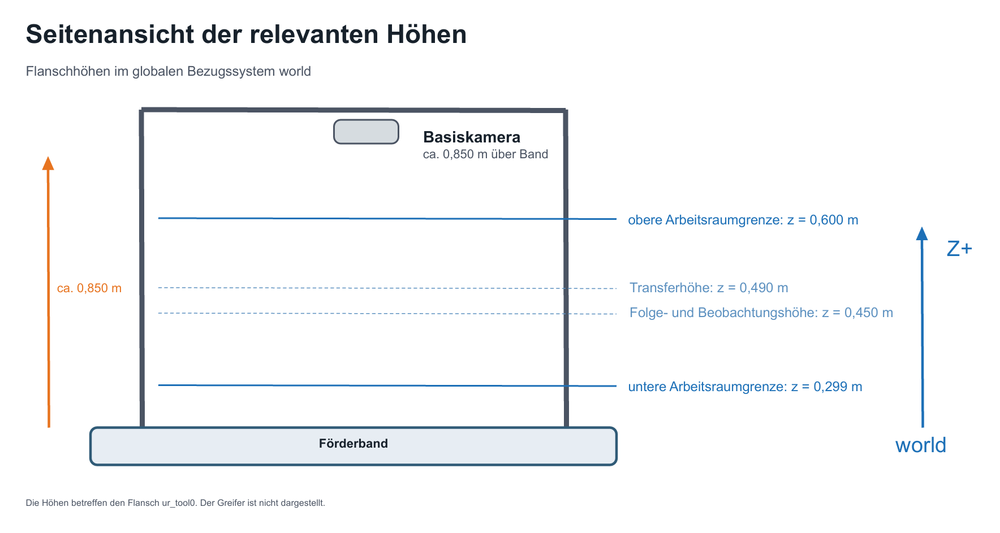 Seitenansicht der relevanten Höhen
Flanschhöhen im globalen Bezugssystem world
Basiskamera
ca. 0,850 m über Band
obere Arbeitsraumgrenze: z = 0,600 m
Z+
ca. 0,850 m
Transferhöhe: z = 0,490 m
Folge- und Beobachtungshöhe: z = 0,450 m
untere Arbeitsraumgrenze: z = 0,299 m
Förderband
world
Die Höhen betreffen den Flansch ur_tool0. Der Greifer ist nicht dargestellt.